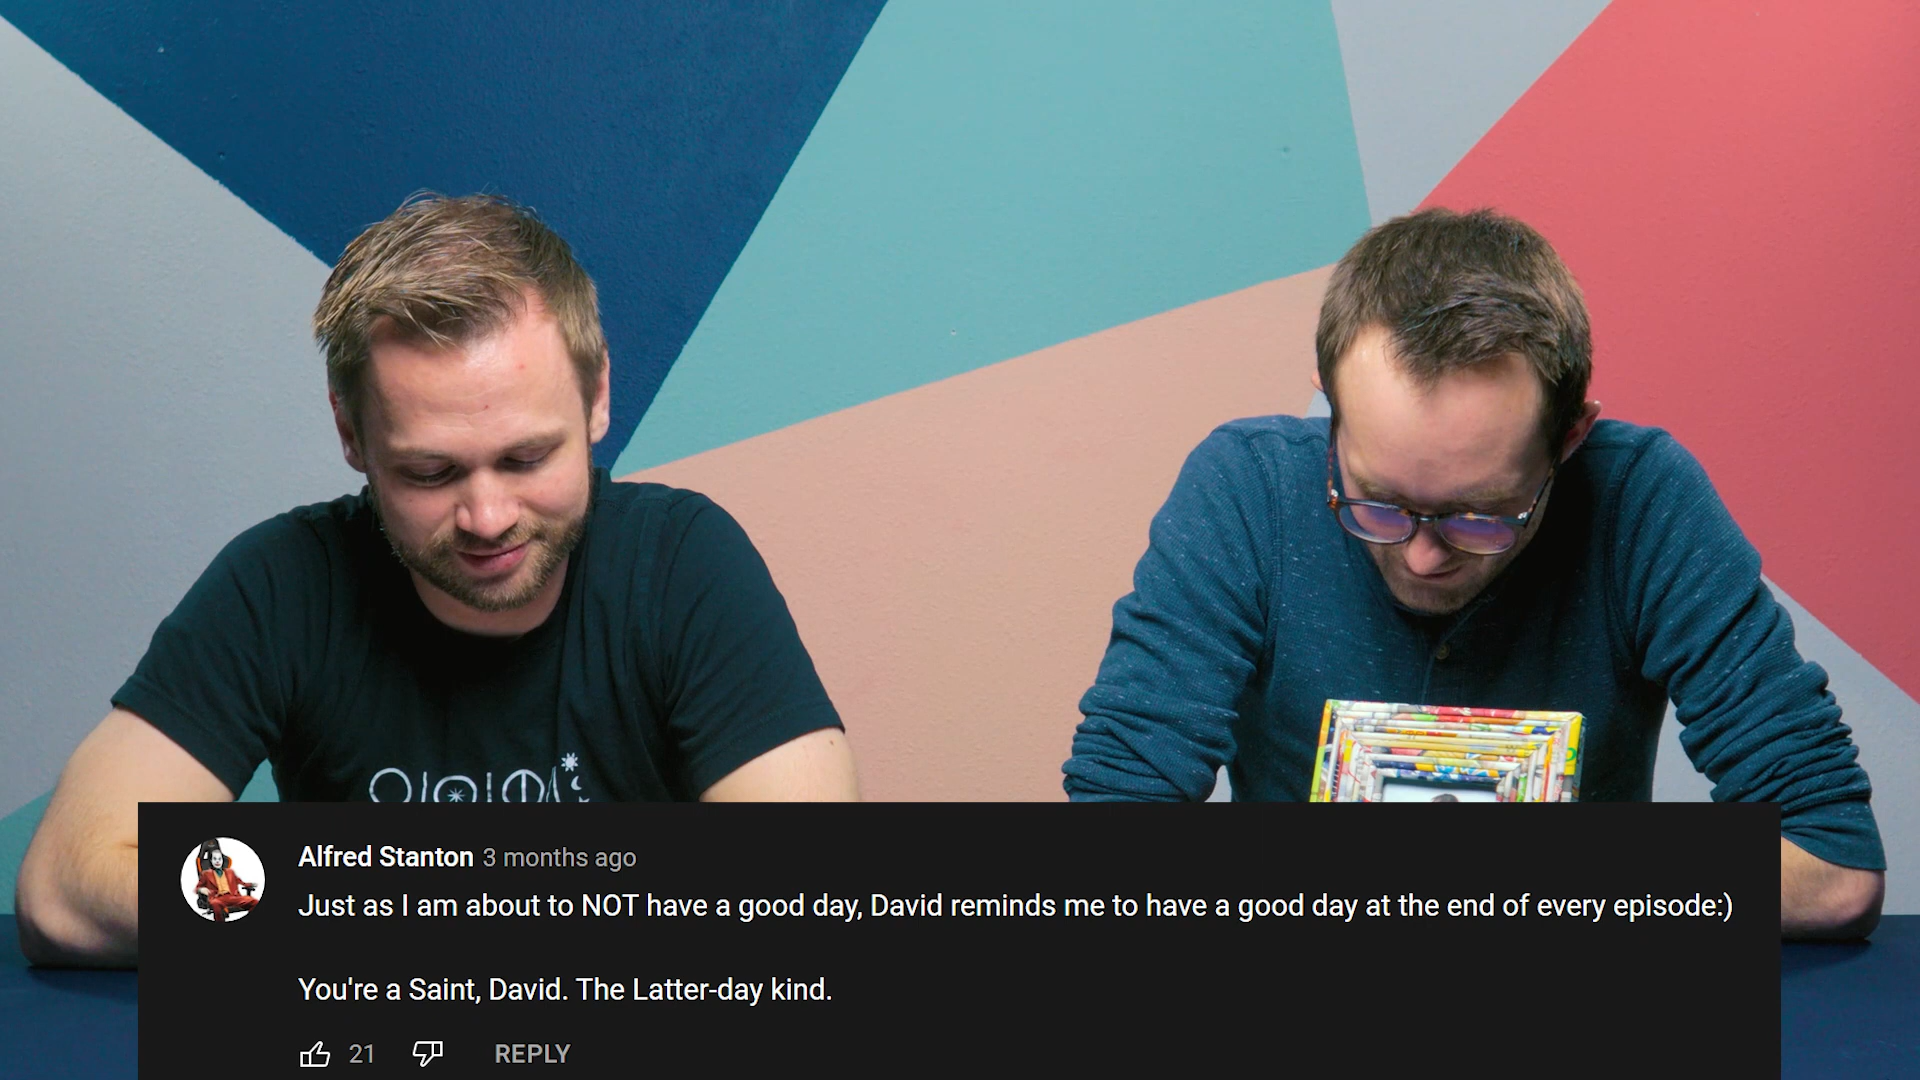 Alfred Stanton 3 months ago
Just as I am about to NOT have a good day, David reminds me to have a good day at the end of every episode:)
You're a Saint, David. The Latter-day kind.
21 REPLY